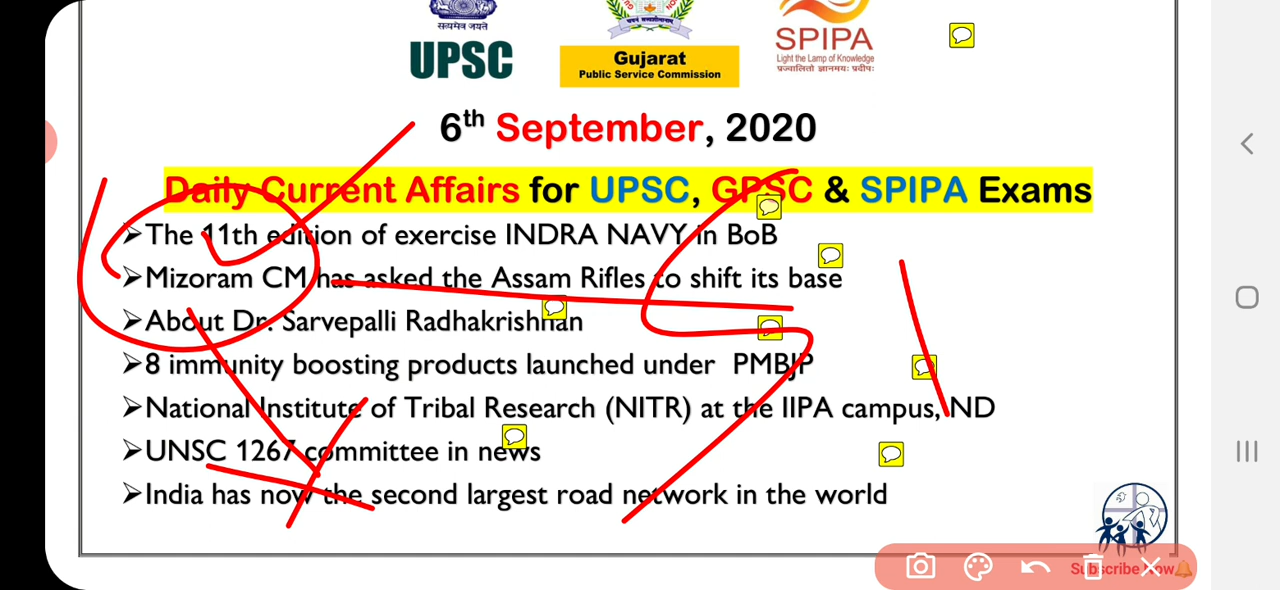 सत्यमेव जयते
UPSC
Gujarat
Public Service Commission
SPIPA
Light the Lamp of Knowledge
प्रज्वालितो ज्ञानमयः प्रदीपः
6th September, 2020
Daily Current Affairs for UPSC, GPSC & SPIPA Exams
➢The 11th edition of exercise INDRA NAVY in BoB
➢Mizoram CM has asked the Assam Rifles to shift its base
➢About Dr. Sarvepalli Radhakrishnan
➢8 immunity boosting products launched under PMBJP
➢National Institute of Tribal Research (NITR) at the IIPA campus, ND
➢UNSC 1267 committee in news
➢India has now the second largest road network in the world
Subscribe Now